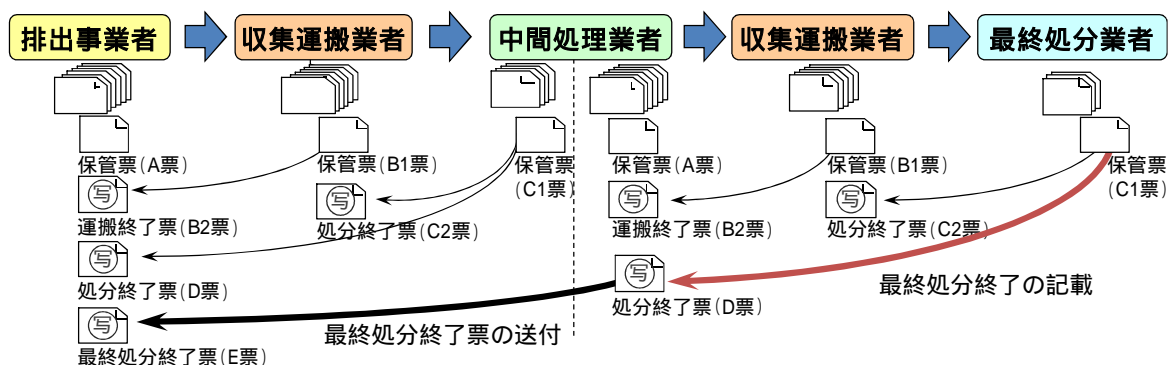 排出事業者
収集運搬業者
中間処理業者
収集運搬業者
最終処分業者
保管票(A票)
保管票(B1票)
保管票
(C1票)
保管票(A票)
保管票(B1票)
保管票
(C1票)
写
運搬終了票(B2票)
写
処分終了票(C2票)
写
運搬終了票(B2票)
写
処分終了票(C2票)
写
処分終了票(D票)
写
処分終了票(D票)
最終処分終了の記載
写
最終処分終了票(E票)
最終処分終了票の送付